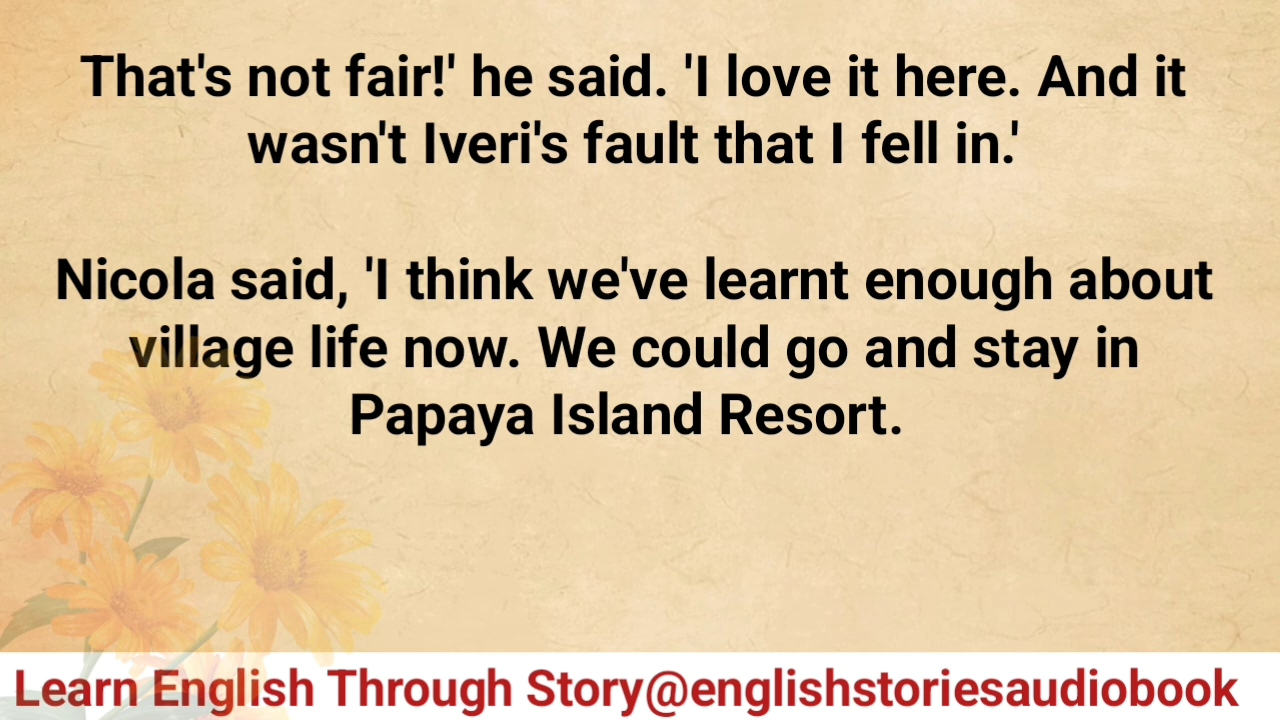 That's not fair!' he said. 'I love it here. And it
wasn't Iveri's fault that I fell in.'
Nicola said, 'I think we've learnt enough about
village life now. We could go and stay in
Papaya Island Resort.
Learn English Through Story@englishstoriesaudiobook